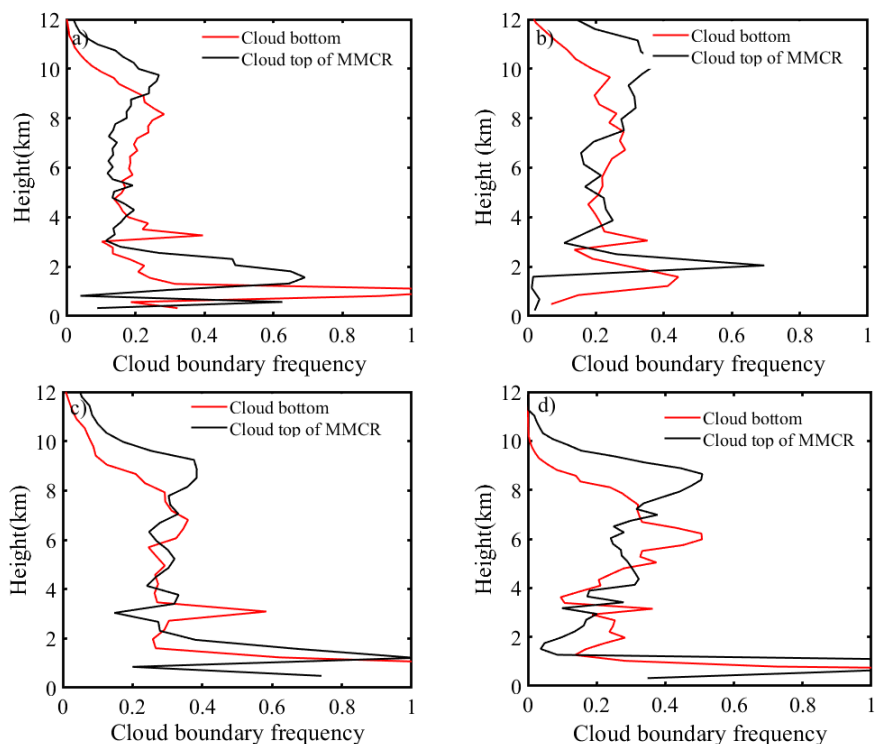 12
10
8
6
4
2
0
Height(km)
a)
Cloud bottom
Cloud top of MMCR
0 0.2 0.4 0.6 0.8 1
Cloud boundary frequency
12
10
8
6
4
2
0
Height (km)
b)
Cloud bottom
Cloud top of MMCR
0 0.2 0.4 0.6 0.8 1
Cloud boundary frequency
12
10
8
6
4
2
0
Height(km)
c)
Cloud bottom
Cloud top of MMCR
0 0.2 0.4 0.6 0.8 1
Cloud boundary frequency
12
10
8
6
4
2
0
Height(km)
d)
Cloud bottom
Cloud top of MMCR
0 0.2 0.4 0.6 0.8 1
Cloud boundary frequency